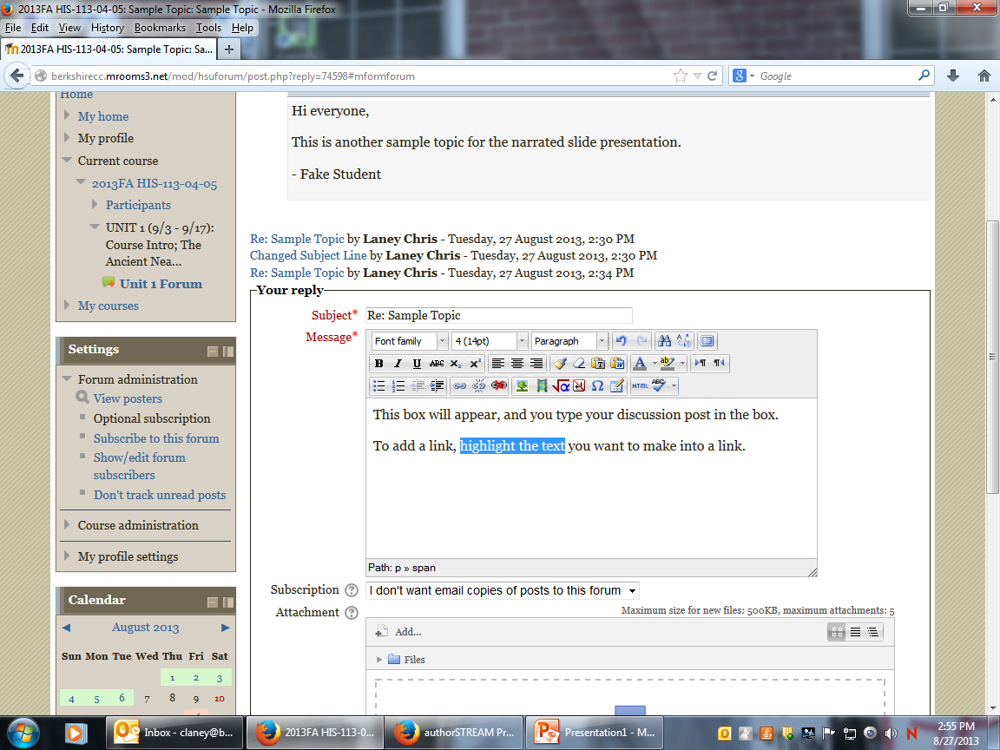 2013FA HIS-113-04-05: Sample Topic: Sample Topic - Mozilla Firefox
File Edit View History Bookmarks Tools Help
2013FA HIS-113-04-05: Sample Topic: Sa...
berkshirecc.mrooms3.net/mod/hsuforum/post.php?reply=74598#mformforum
Google
Home
My home
My profile
Current course
2013FA HIS-113-04-05
Participants
UNIT 1 (9/3 - 9/17):
Course Intro; The
Ancient Nea...
Unit 1 Forum
My courses
Settings
Forum administration
View posters
Optional subscription
Subscribe to this forum
Show/edit forum
subscribers
Don't track unread posts
Course administration
My profile settings
Calendar
August 2013
Sun Mon Tue Wed Thu Fri Sat
1 2 3
4 5 6 7 8 9 10
Hi everyone,
This is another sample topic for the narrated slide presentation.
- Fake Student
Re: Sample Topic by Laney Chris - Tuesday, 27 August 2013, 2:30 PM
Changed Subject Line by Laney Chris - Tuesday, 27 August 2013, 2:30 PM
Re: Sample Topic by Laney Chris - Tuesday, 27 August 2013, 2:34 PM
Your reply
Subject* Re: Sample Topic
Message*
Font family 4 (14pt) Paragraph
B I U ABC X₂ X² A ab
Ω HTML ABC
This box will appear, and you type your discussion post in the box.
To add a link, highlight the text you want to make into a link.
Path: p » span
Subscription I don't want email copies of posts to this forum
Attachment
Maximum size for new files: 500KB, maximum attachments: 5
Add...
Files
Inbox - claney@b... 2013FA HIS-113-0... authorSTREAM Pr... Presentation1 - M...
2:55 PM
8/27/2013